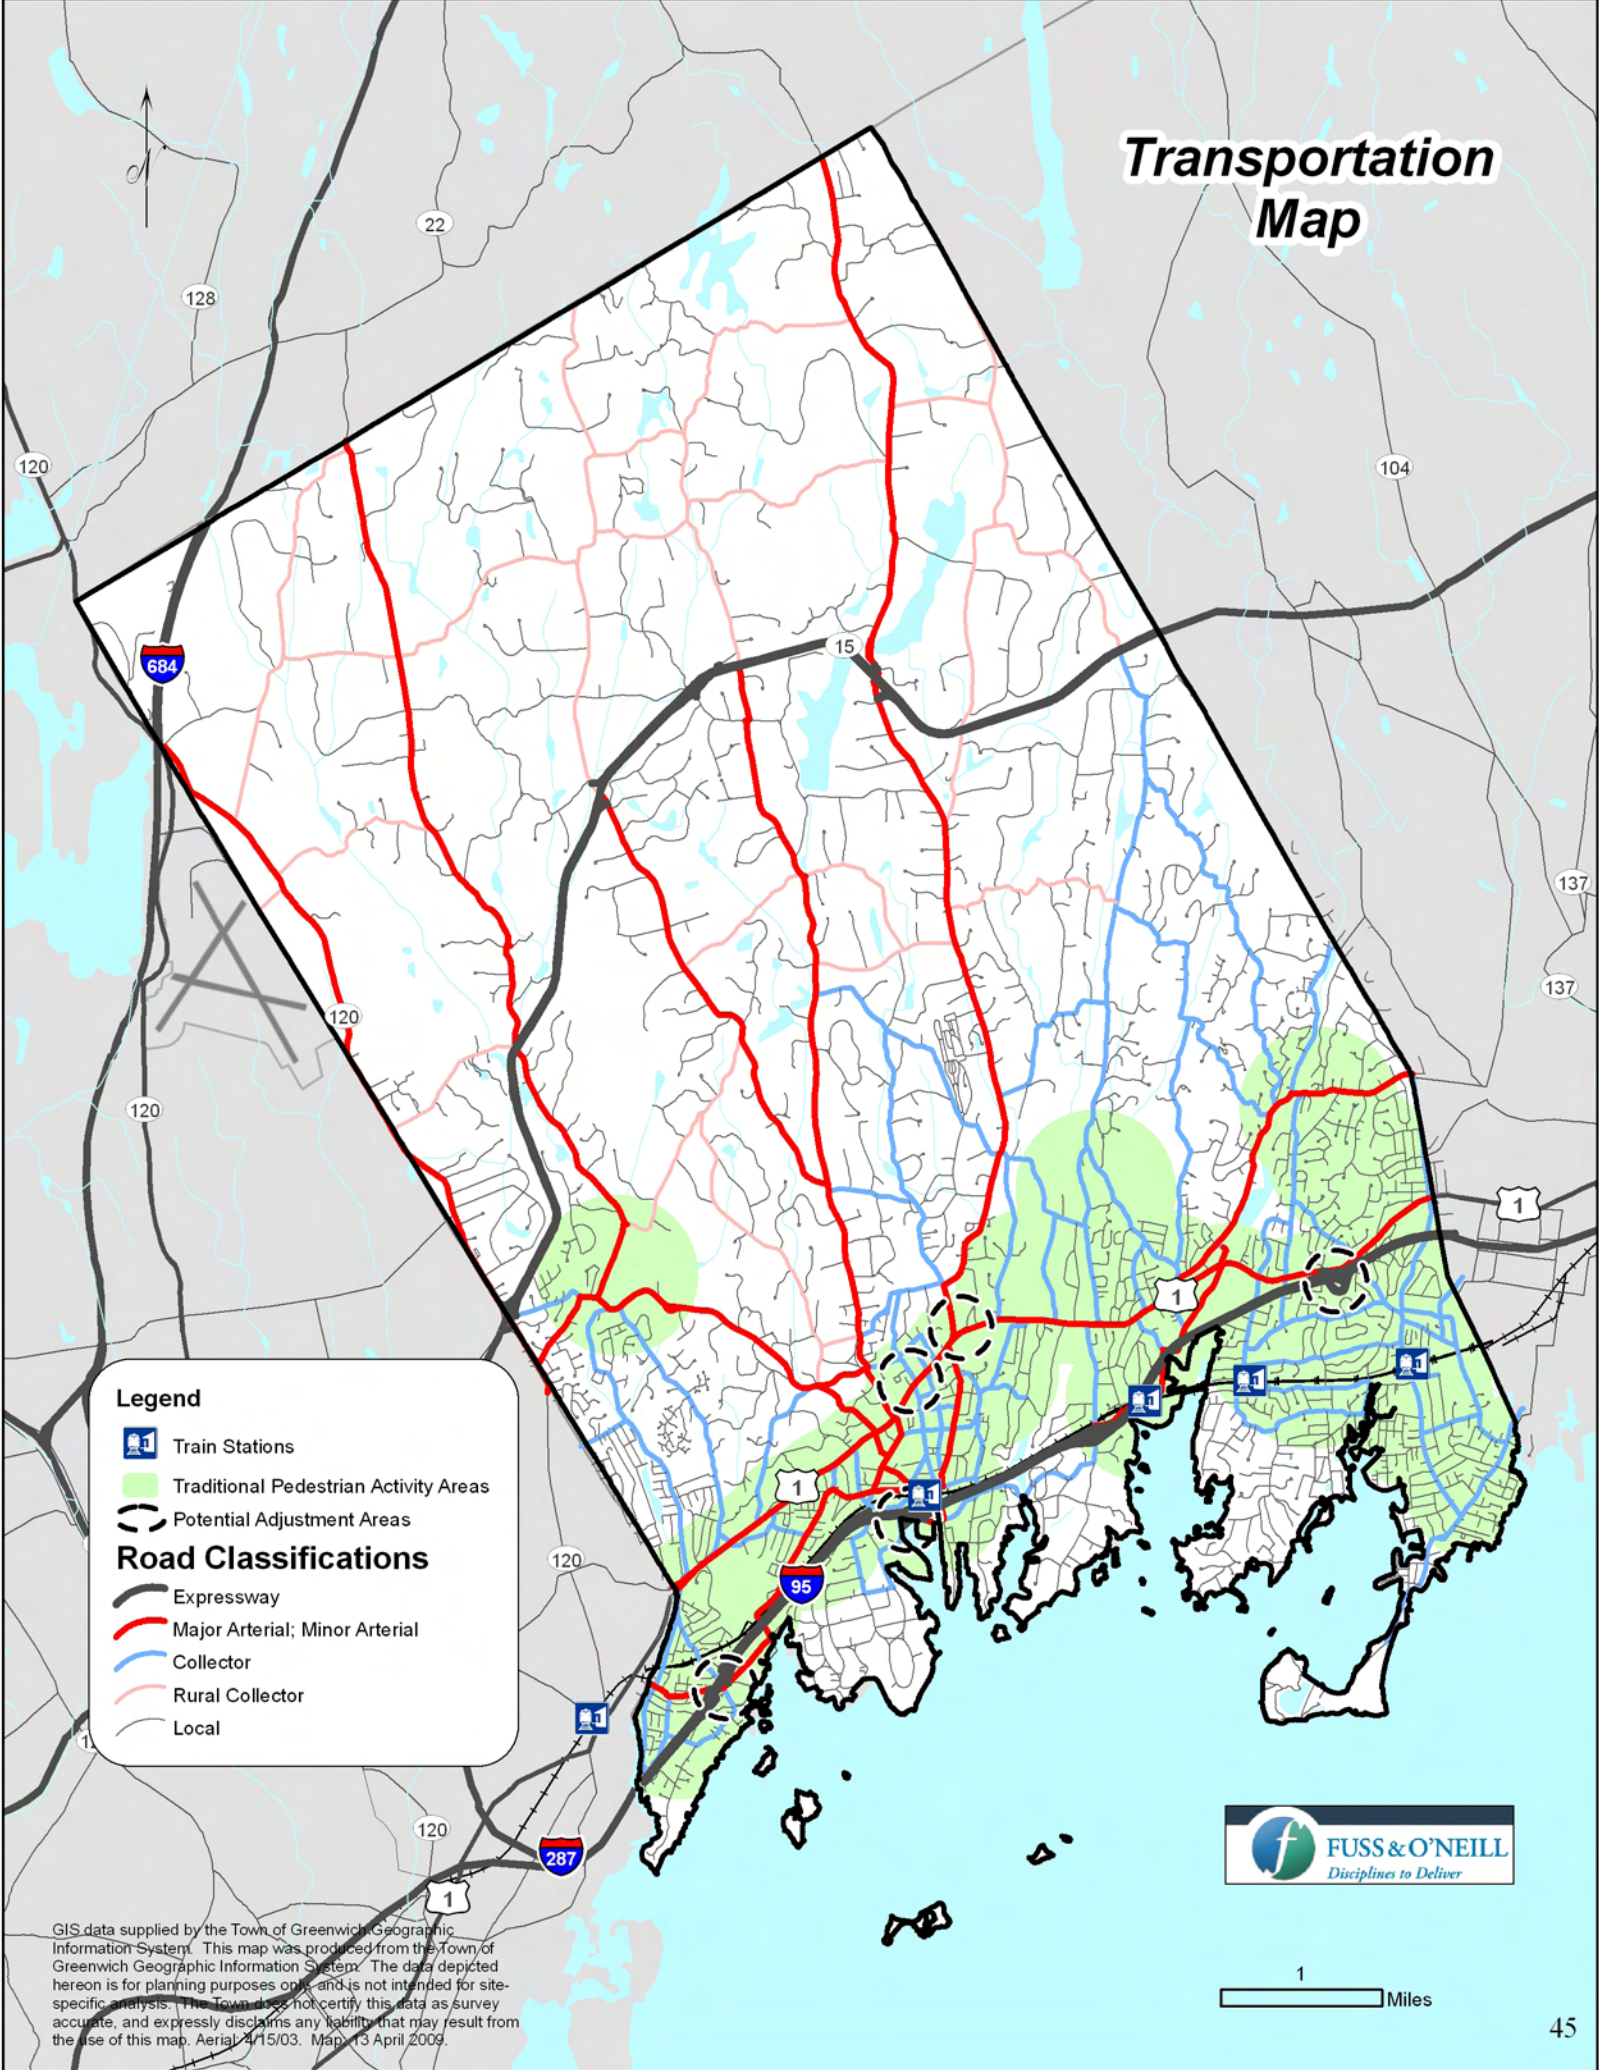 Transportation
Map
22
128
120
104
15
684
137
137
120
120
1
1
1
95
120
120
287
1
Legend
Train Stations
Traditional Pedestrian Activity Areas
Potential Adjustment Areas
Road Classifications
Expressway
Major Arterial; Minor Arterial
Collector
Rural Collector
Local
FUSS & O'NEILL
Disciplines to Deliver
GIS data supplied by the Town of Greenwich Geographic
Information System. This map was produced from the Town of
Greenwich Geographic Information System. The data depicted
hereon is for planning purposes only and is not intended for site-
specific analysis. The Town does not certify this data as survey
accurate, and expressly disclaims any liability that may result from
the use of this map. Aerial: 4/15/03. Map: 13 April 2009.
1
Miles
45